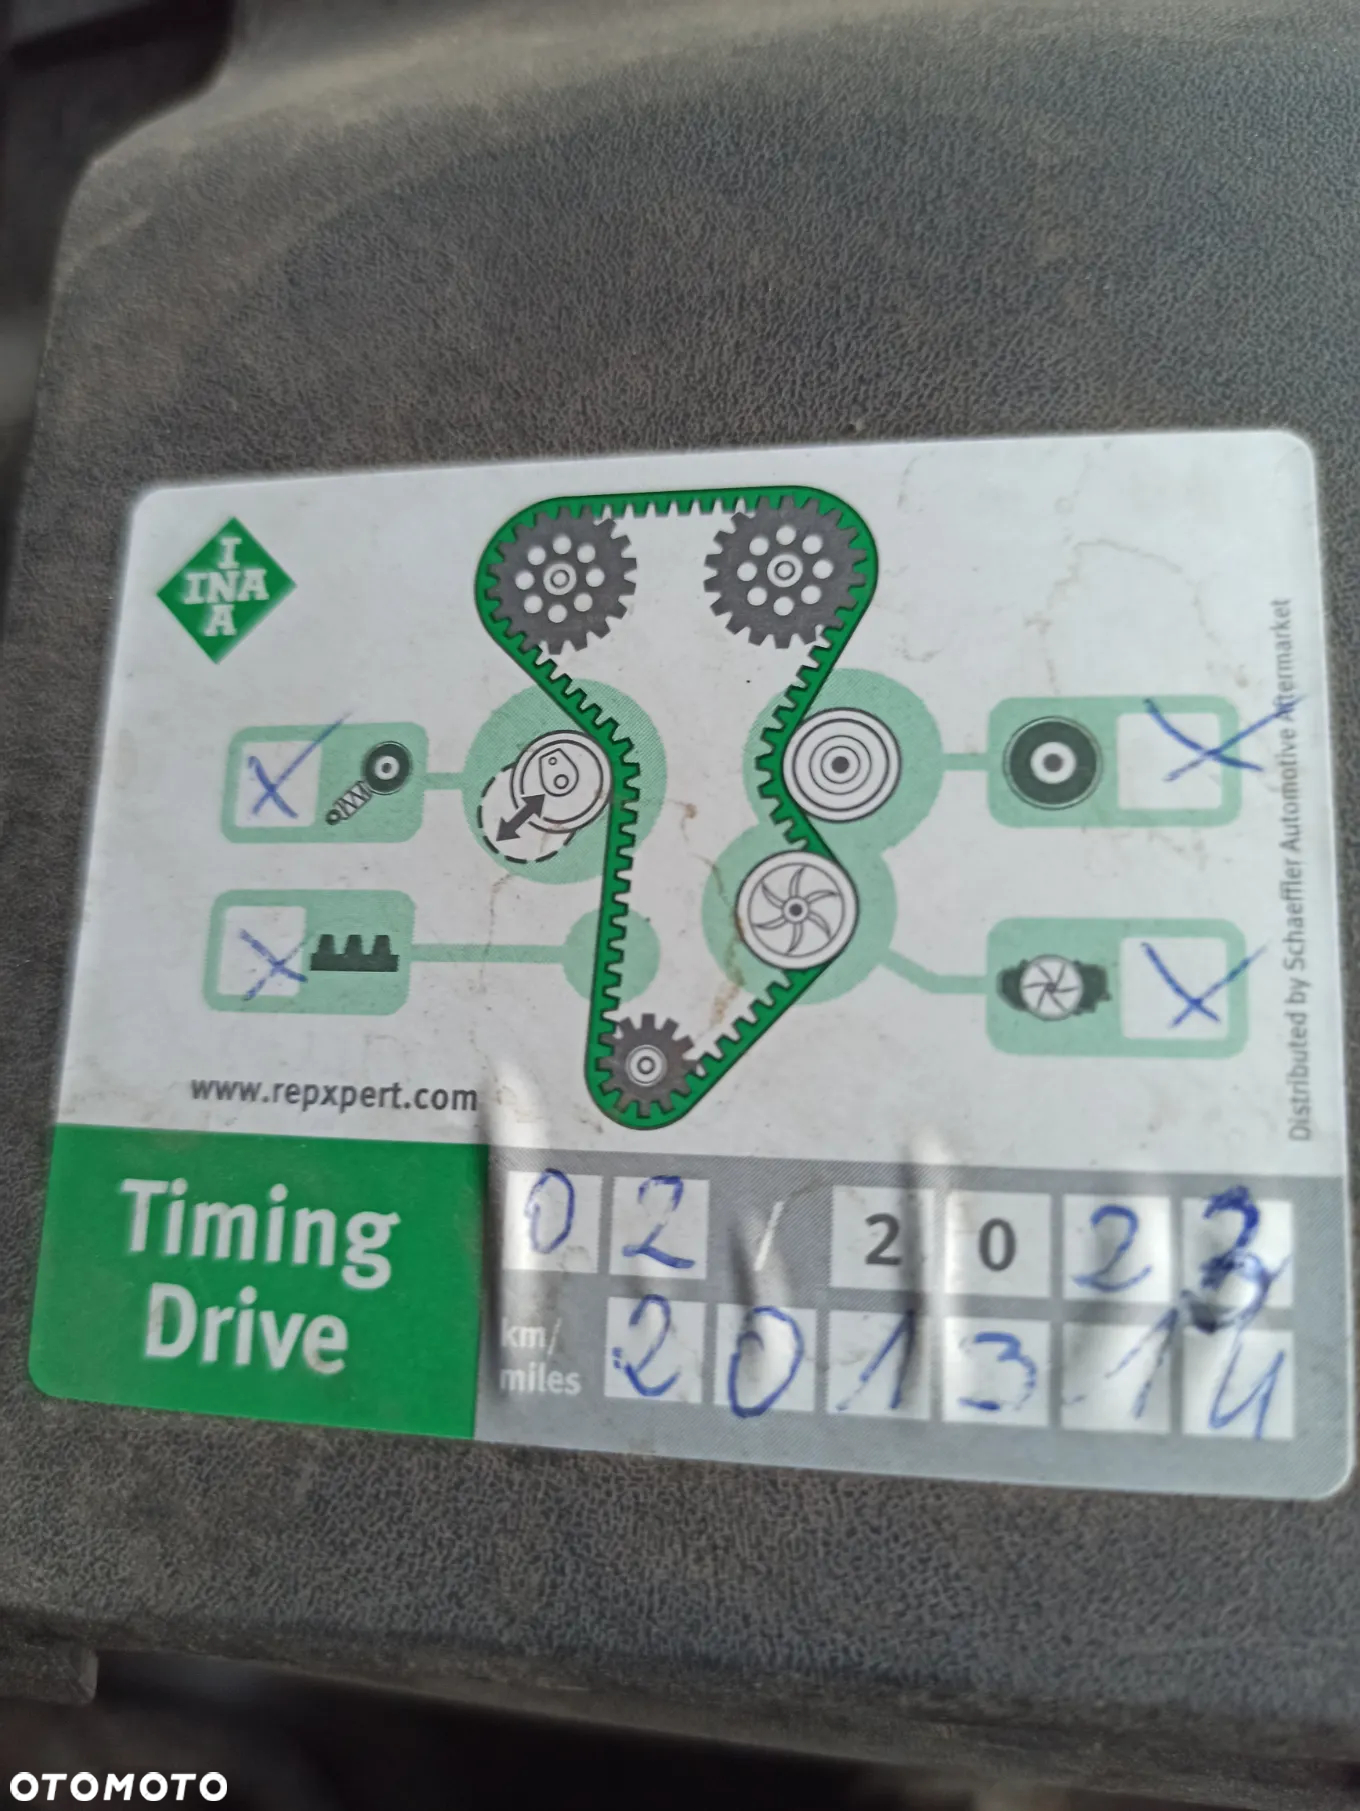 I
INA
A
Distributed by Schaeffler Automotive Aftermarket
www.repxpert.com
Timing
Drive
02/2023
km/
miles
201314
OTOMOTO